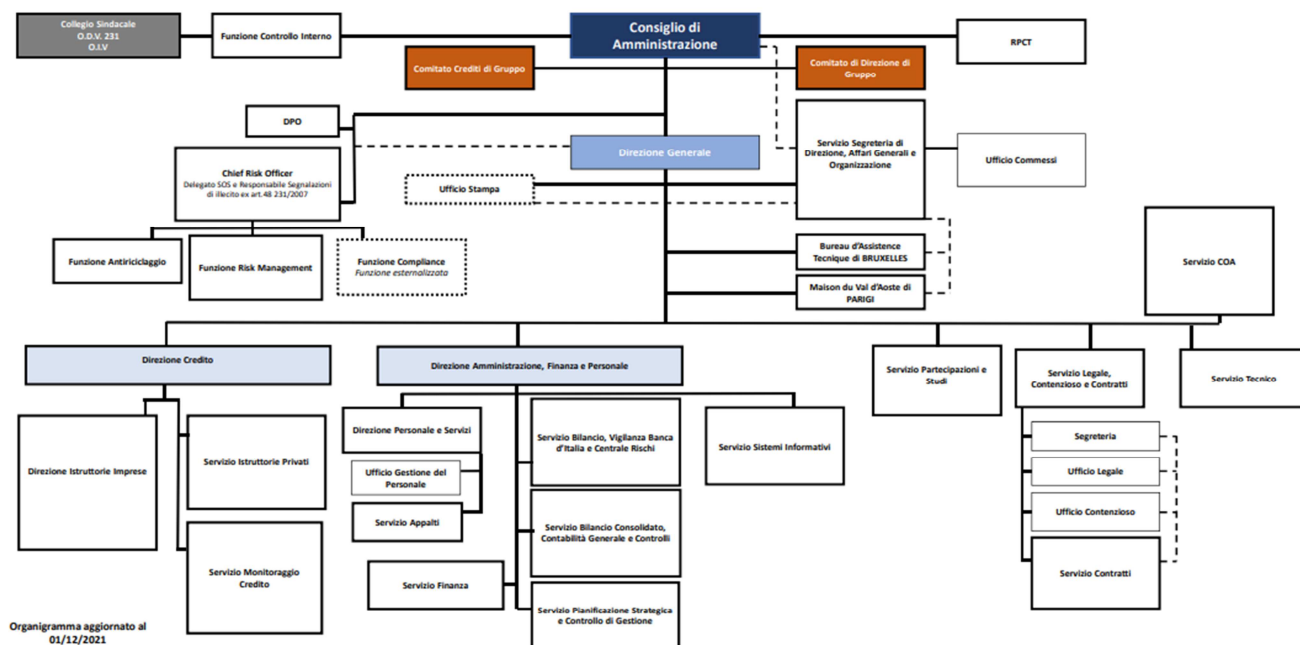 Collegio Sindacale
O.D.V. 231
O.I.V
Funzione Controllo Interno
Consiglio di
Amministrazione
RPCT
Comitato Crediti di Gruppo
Comitato di Direzione di
Gruppo
DPO
Direzione Generale
Servizio Segreteria di
Direzione, Affari Generali e
Organizzazione
Ufficio Commessi
Chief Risk Officer
Delegato SOS e Responsabile Segnalazioni
di illecito ex art.48 231/2007
Ufficio Stampa
Funzione Antiriciclaggio
Funzione Risk Management
Funzione Compliance
Funzione esternalizzata
Bureau d'Assistence
Tecnique di BRUXELLES
Maison du Val d'Aoste di
PARIGI
Servizio COA
Direzione Credito
Direzione Amministrazione, Finanza e Personale
Servizio Partecipazioni e
Studi
Servizio Legale,
Contenzioso e Contratti
Servizio Tecnico
Direzione Istruttorie Imprese
Servizio Istruttorie Privati
Servizio Monitoraggio
Credito
Direzione Personale e Servizi
Ufficio Gestione del
Personale
Servizio Appalti
Servizio Finanza
Servizio Bilancio, Vigilanza Banca
d'Italia e Centrale Rischi
Servizio Bilancio Consolidato,
Contabilità Generale e Controlli
Servizio Pianificazione Strategica
e Controllo di Gestione
Servizio Sistemi Informativi
Segreteria
Ufficio Legale
Ufficio Contenzioso
Servizio Contratti
Organigramma aggiornato al
01/12/2021